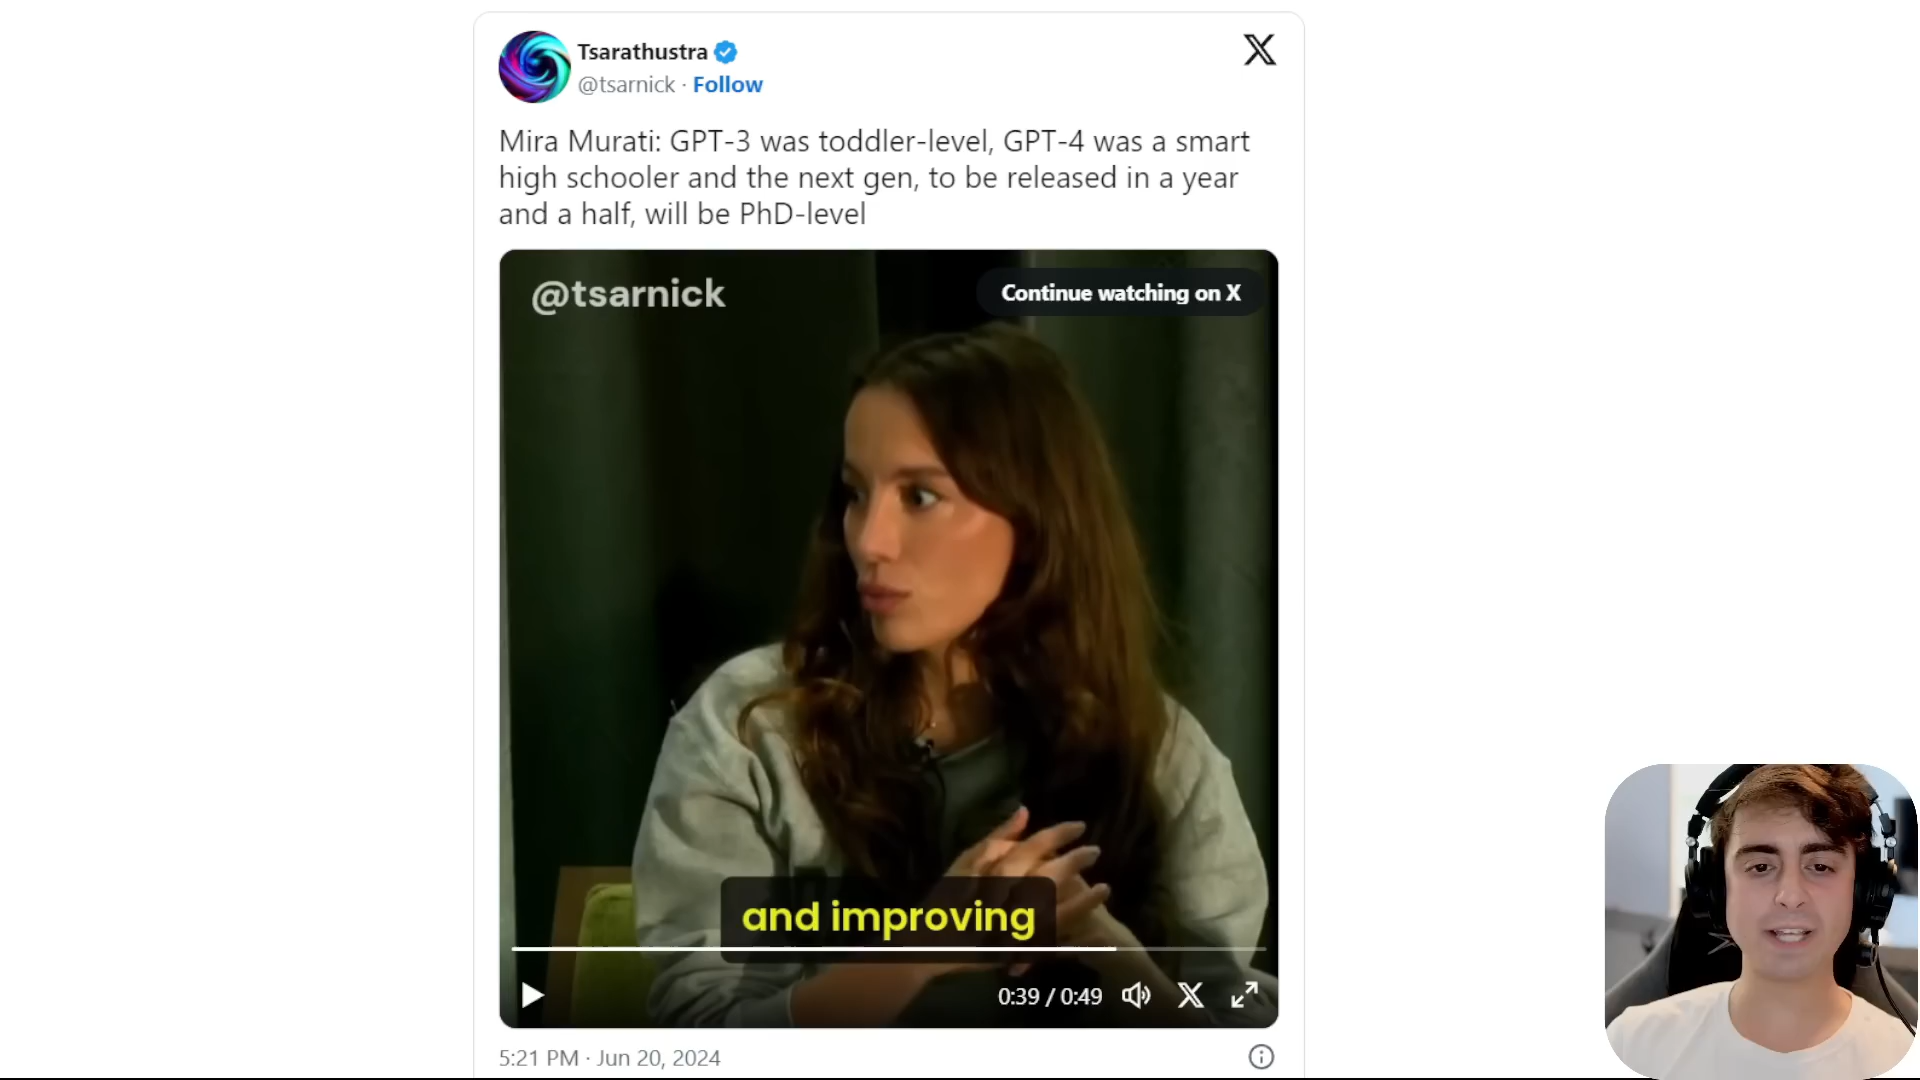 Tsarathustra
@tsarnick · Follow
Mira Murati: GPT-3 was toddler-level, GPT-4 was a smart
high schooler and the next gen, to be released in a year
and a half, will be PhD-level
@tsarnick
Continue watching on X
and improving
0:39 / 0:49
5:21 PM · Jun 20, 2024